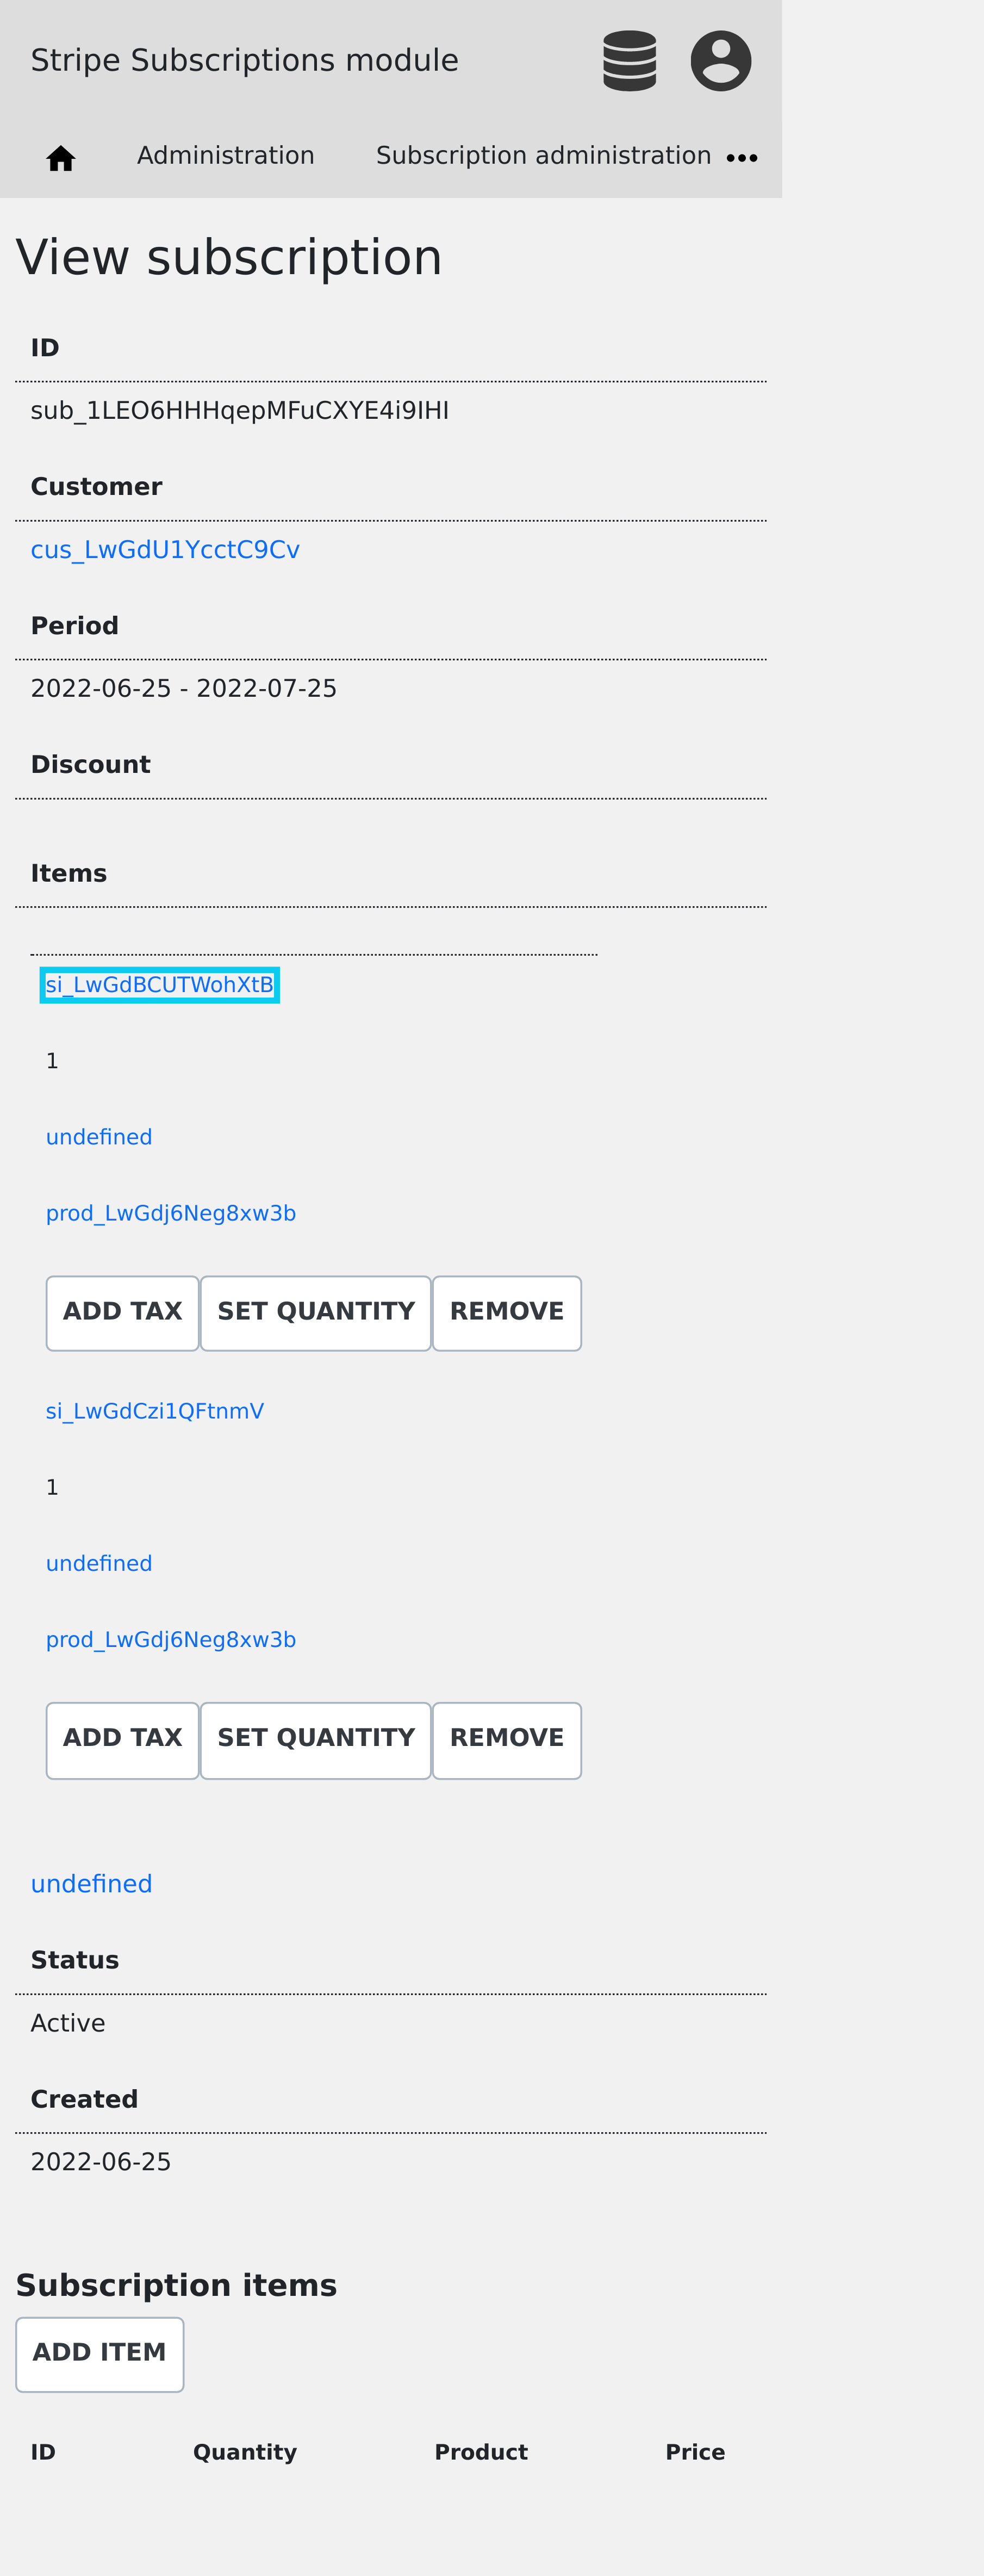 Stripe Subscriptions module
Administration Subscription administration
View subscription
ID
sub_1LEO6HHHqepMFuCXYE4i9IHI
Customer
cus_LwGdU1YcctC9Cv
Period
2022-06-25 - 2022-07-25
Discount
Items
si_LwGdBCUTWohXtB
1
undefined
prod_LwGdj6Neg8xw3b
ADD TAX SET QUANTITY REMOVE
si_LwGdCzi1QFtnmV
1
undefined
prod_LwGdj6Neg8xw3b
ADD TAX SET QUANTITY REMOVE
undefined
Status
Active
Created
2022-06-25
Subscription items
ADD ITEM
ID Quantity Product Price